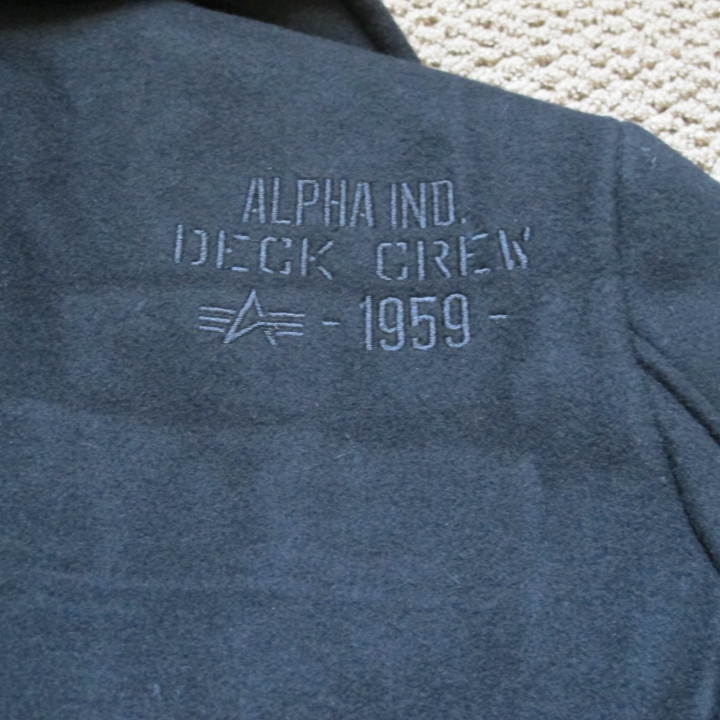 ALPHA IND.
DECK CREW
- 1959 -